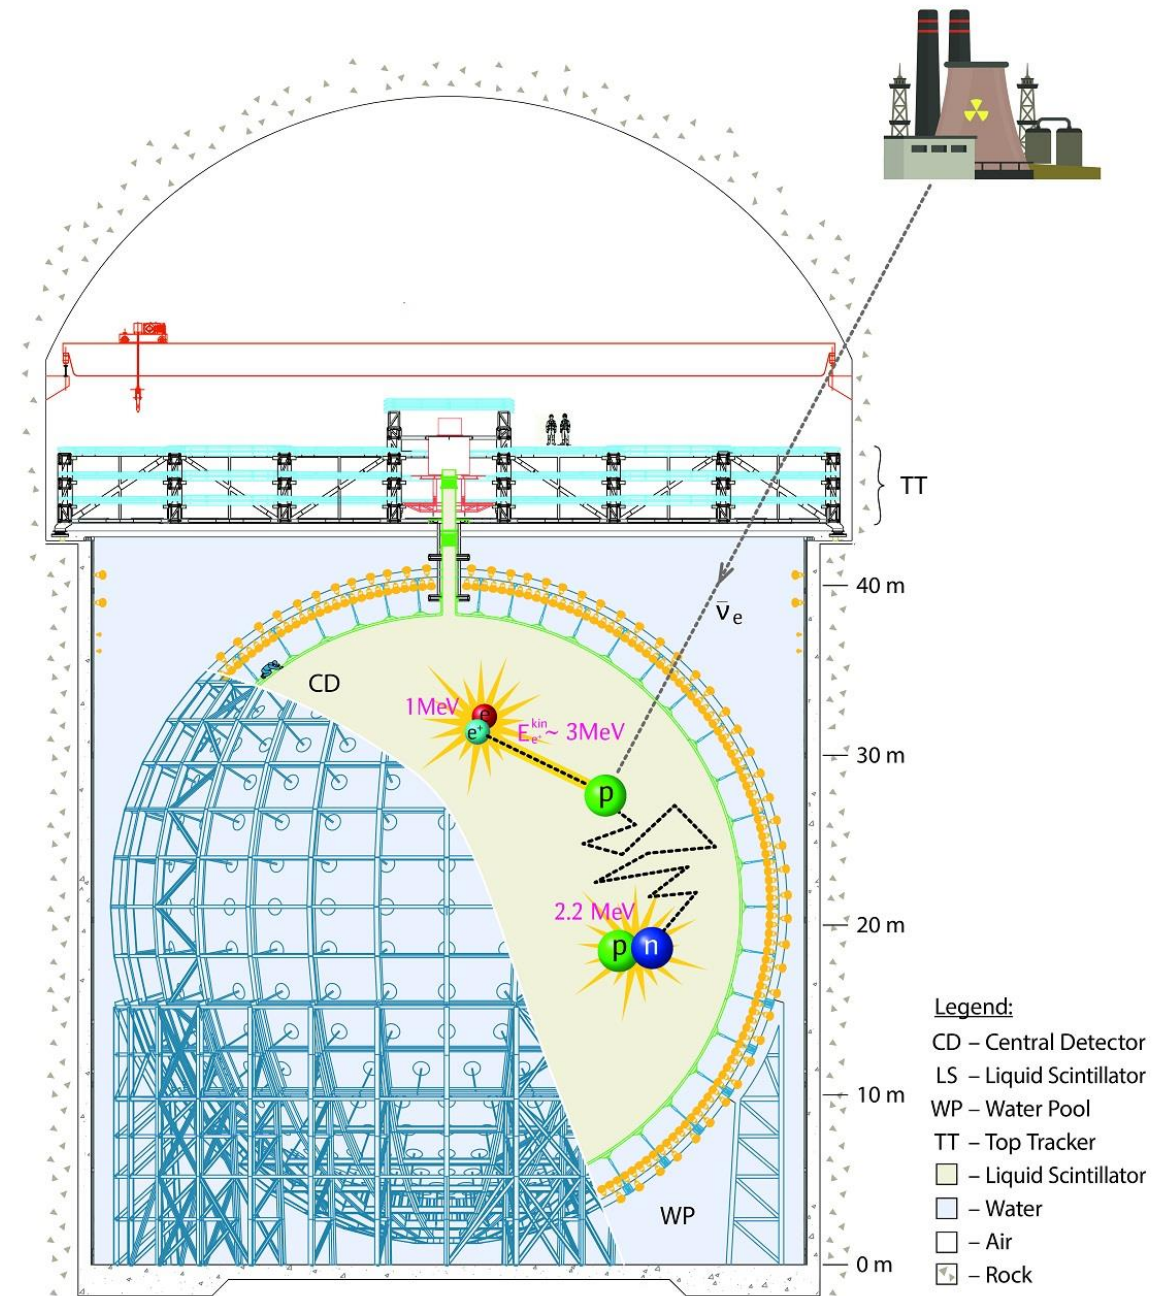 TT
40 m
ν̄e
CD
1MeV
e
e⁺
E kin e⁺ ~ 3MeV
30 m
p
2.2 MeV
20 m
p
n
Legend:
CD – Central Detector
LS – Liquid Scintillator
10 m
WP – Water Pool
TT – Top Tracker
– Liquid Scintillator
WP
– Water
– Air
0 m
– Rock